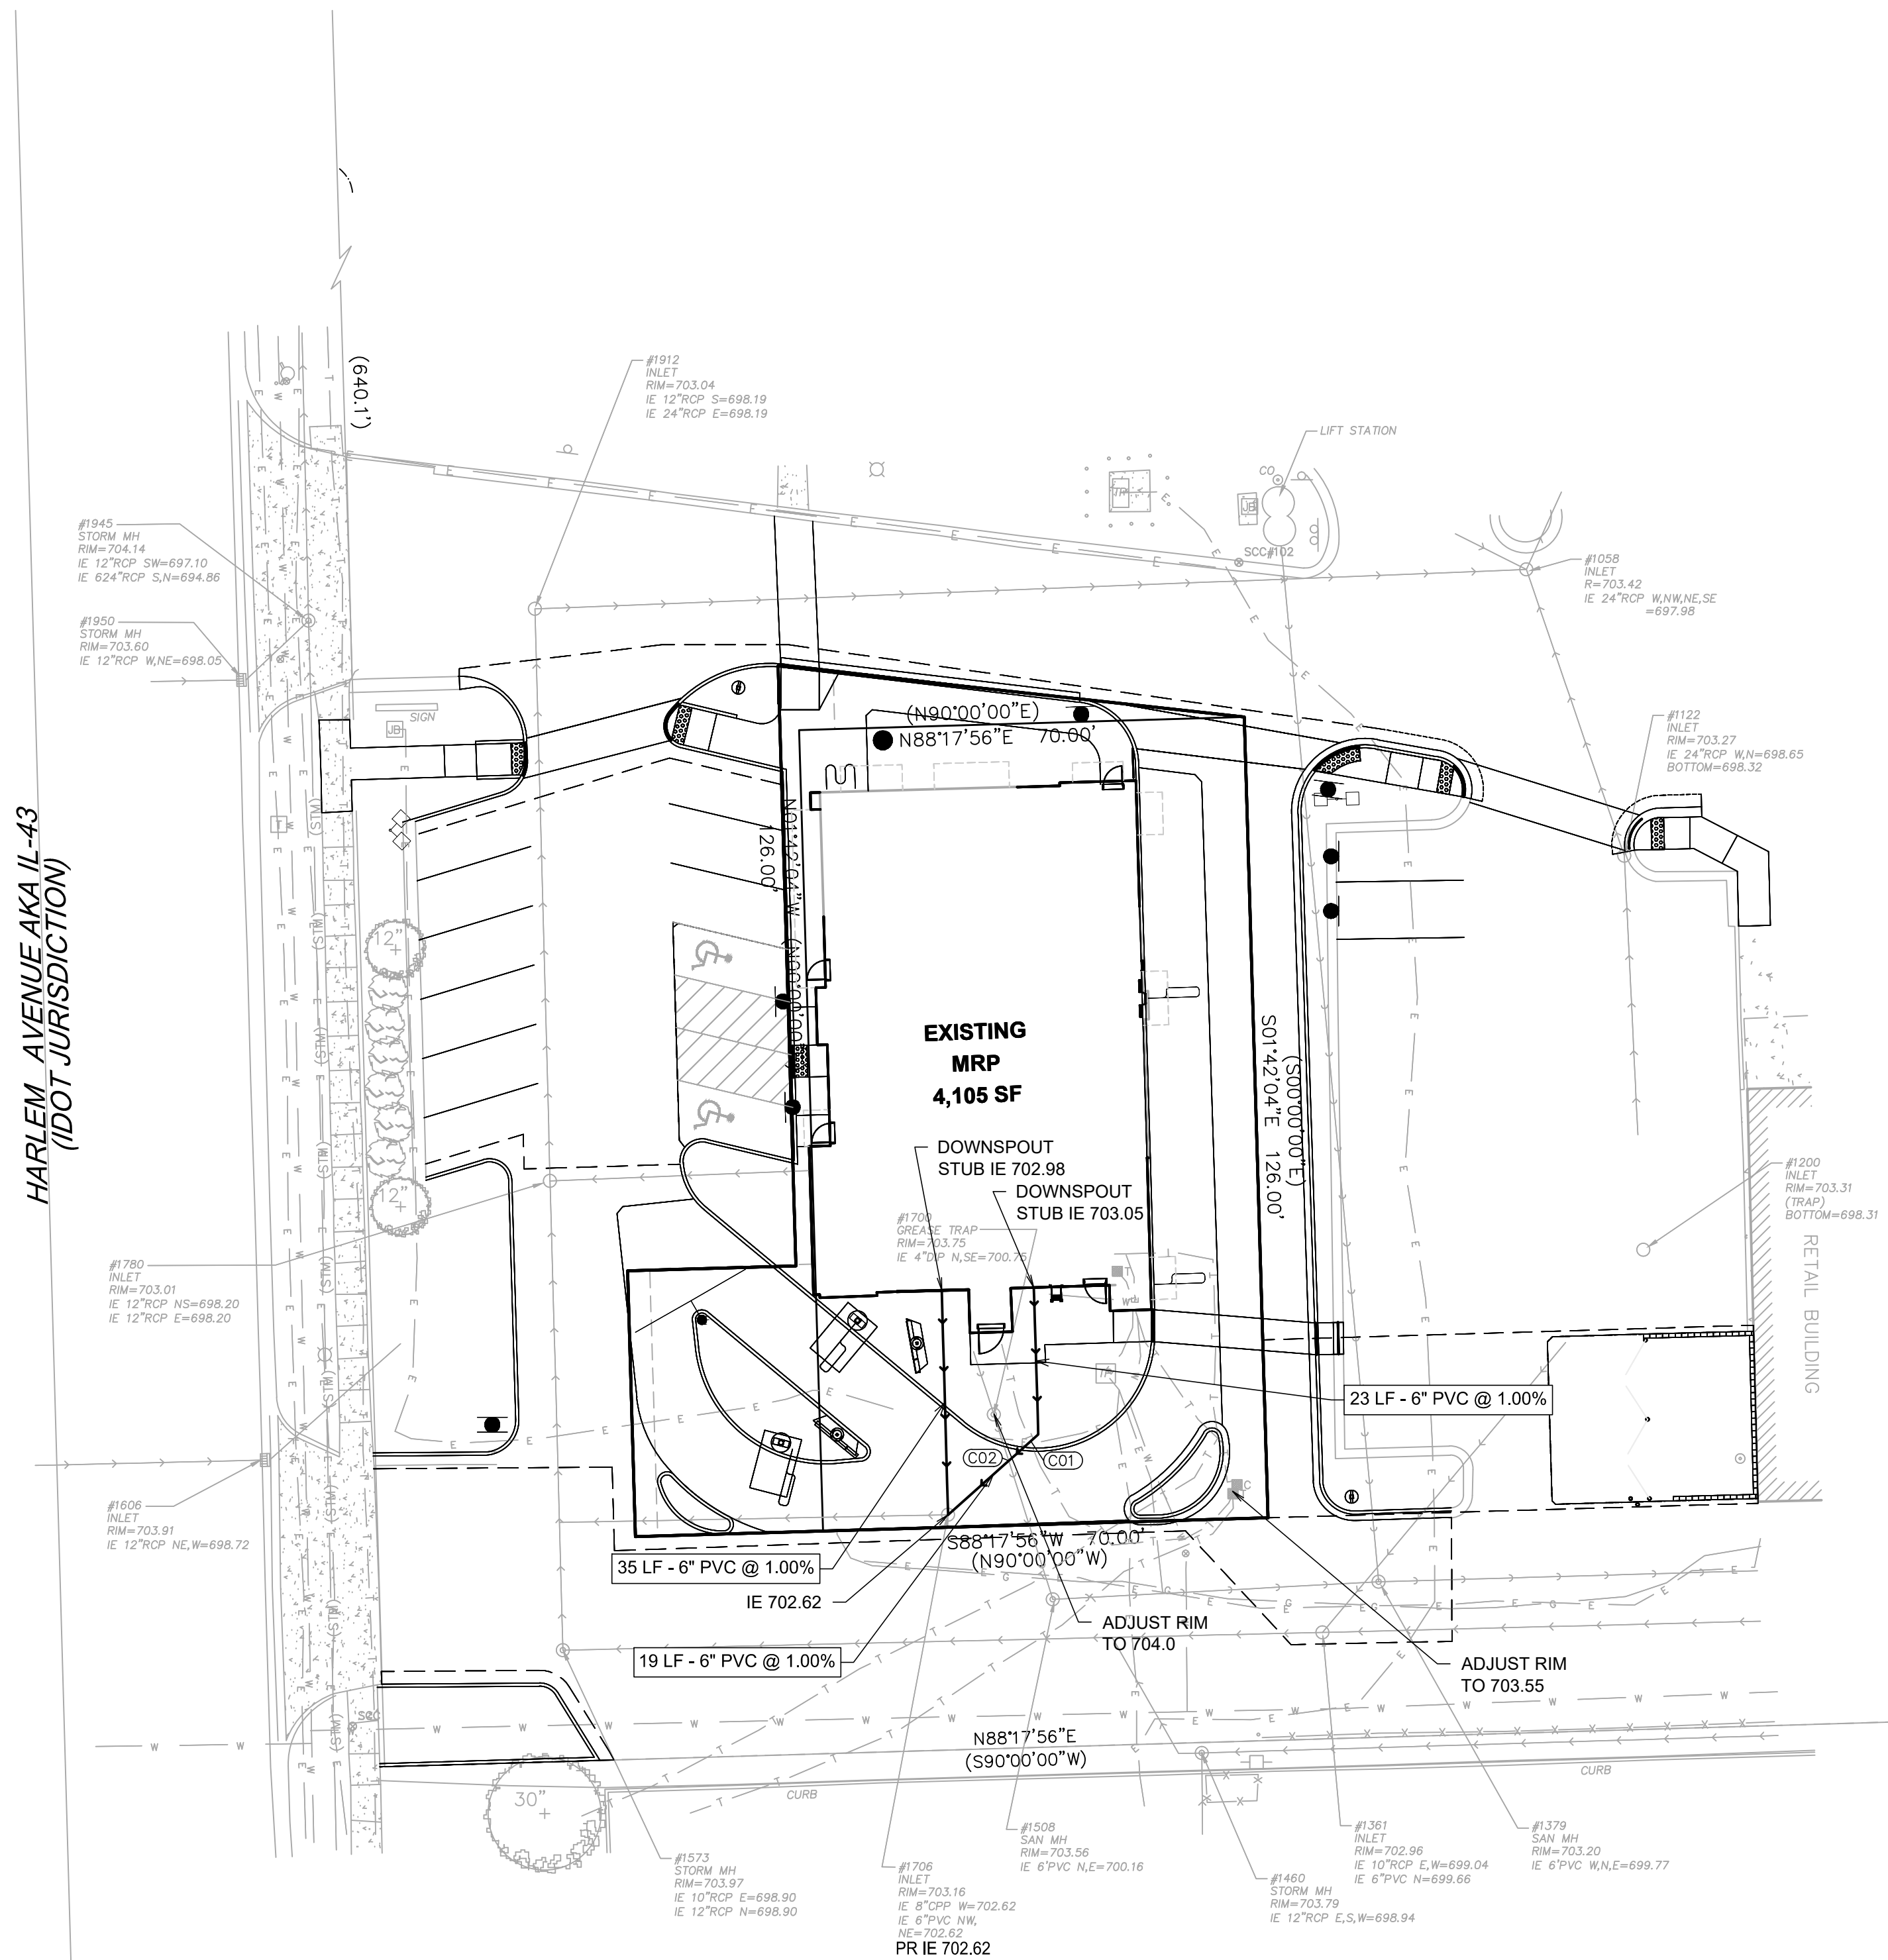 #1912
INLET
RIM=703.04
IE 12"RCP S=698.19
IE 24"RCP E=698.19
(640.1')
LIFT STATION
CO
TP
JB
SCC#102
#1945
STORM MH
RIM=704.14
IE 12"RCP SW=697.10
IE 624"RCP S,N=694.86
#1058
INLET
R=703.42
IE 24"RCP W,NW,NE,SE
=697.98
#1950
STORM MH
RIM=703.60
IE 12"RCP W,NE=698.05
SIGN
JB
#1122
INLET
RIM=703.27
IE 24"RCP W,N=698.65
BOTTOM=698.32
(N90°00'00"E)
N88°17'56"E 70.00'
N01°42'04"W
126.00'
HARLEM AVENUE AKA IL-43
(IDOT JURISDICTION)
12"
EXISTING
MRP
4,105 SF
(S00°00'00"E)
S01°42'04"E 126.00'
DOWNSPOUT
STUB IE 702.98
DOWNSPOUT
STUB IE 703.05
#1700
GREASE TRAP
RIM=703.75
IE 4"DIP N,SE=700.75
#1200
INLET
RIM=703.31
(TRAP)
BOTTOM=698.31
12"
RETAIL BUILDING
#1780
INLET
RIM=703.01
IE 12"RCP NS=698.20
IE 12"RCP E=698.20
23 LF - 6" PVC @ 1.00%
C02
C01
#1606
INLET
RIM=703.91
IE 12"RCP NE,W=698.72
S88°17'56"W 70.00'
(N90°00'00"W)
35 LF - 6" PVC @ 1.00%
IE 702.62
ADJUST RIM
TO 704.0
19 LF - 6" PVC @ 1.00%
ADJUST RIM
TO 703.55
SCC
N88°17'56"E
(S90°00'00"W)
CURB
CURB
30"
#1573
STORM MH
RIM=703.97
IE 10"RCP E=698.90
IE 12"RCP N=698.90
#1706
INLET
RIM=703.16
IE 8"CPP W=702.62
IE 6"PVC NW,
NE=702.62
PR IE 702.62
#1508
SAN MH
RIM=703.56
IE 6'PVC N,E=700.16
#1460
STORM MH
RIM=703.79
IE 12"RCP E,S,W=698.94
#1361
INLET
RIM=702.96
IE 10"RCP E,W=699.04
IE 6"PVC N=699.66
#1379
SAN MH
RIM=703.20
IE 6'PVC W,N,E=699.77